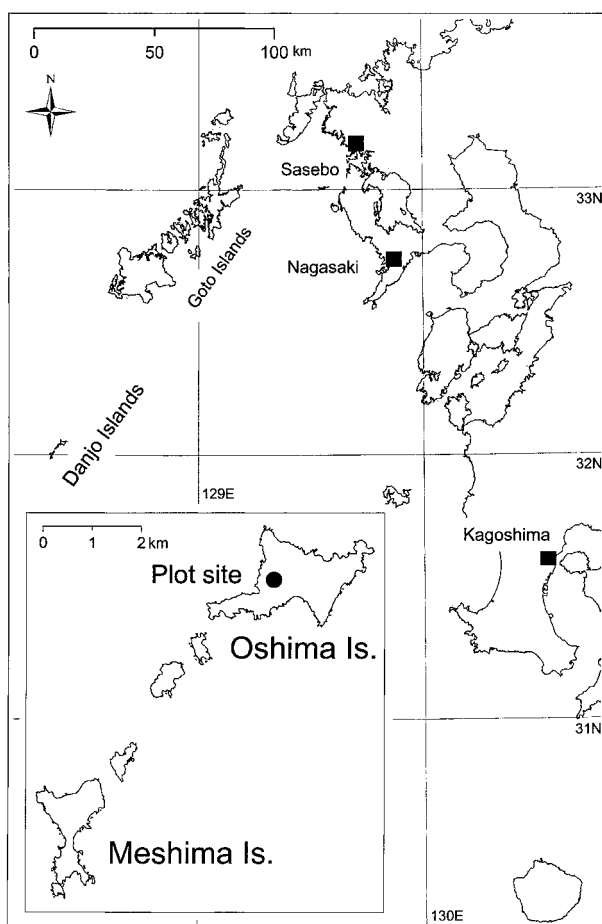 0 50 100 km
N
Sasebo
33N
Nagasaki
Goto Islands
Danjo Islands
32N
129E
Kagoshima
0 1 2 km
Plot site
Oshima Is.
31N
Meshima Is.
130E